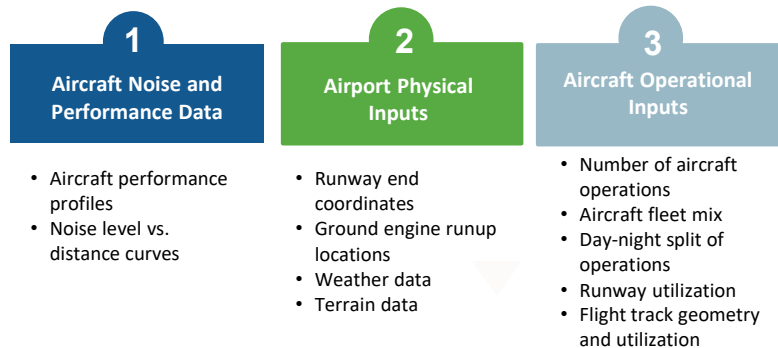 1
Aircraft Noise and
Performance Data
• Aircraft performance
profiles
• Noise level vs.
distance curves
2
Airport Physical
Inputs
• Runway end
coordinates
• Ground engine runup
locations
• Weather data
• Terrain data
3
Aircraft Operational
Inputs
• Number of aircraft
operations
• Aircraft fleet mix
• Day-night split of
operations
• Runway utilization
• Flight track geometry
and utilization